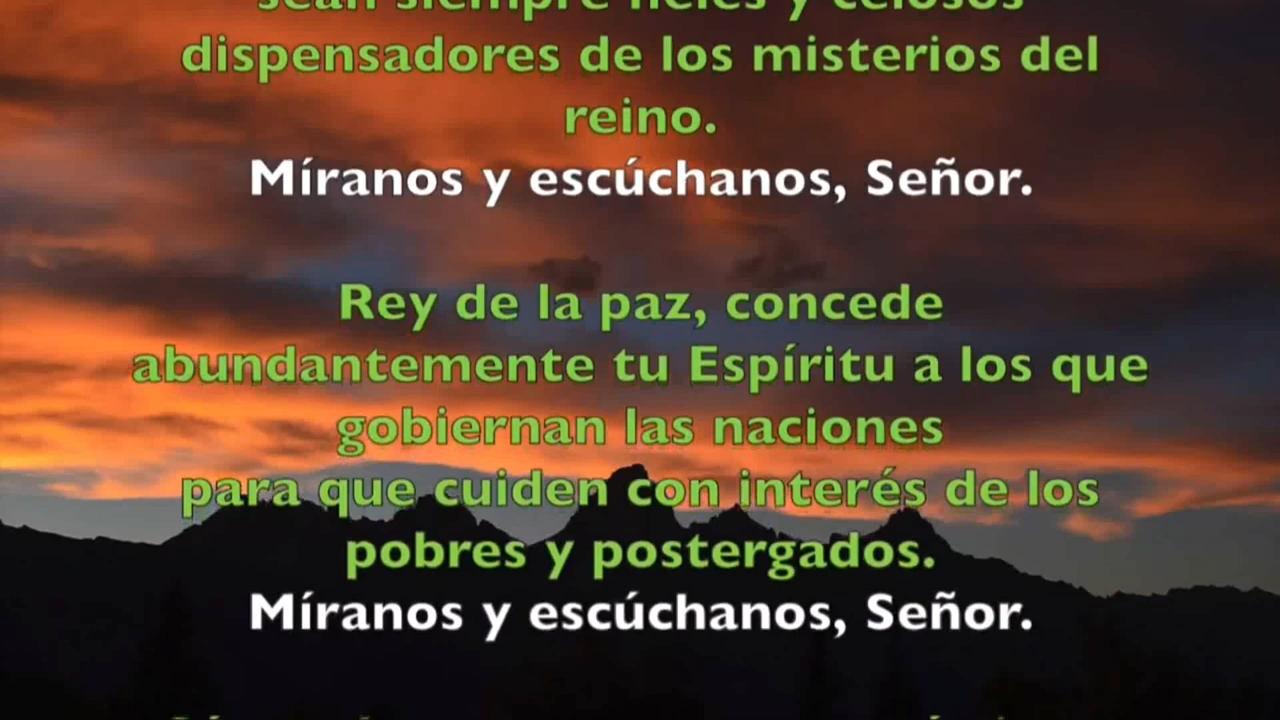 sean siempre fieles y celosos
dispensadores de los misterios del
reino.
Míranos y escúchanos, Señor.
Rey de la paz, concede
abundantemente tu Espíritu a los que
gobiernan las naciones
para que cuiden con interés de los
pobres y postergados.
Míranos y escúchanos, Señor.